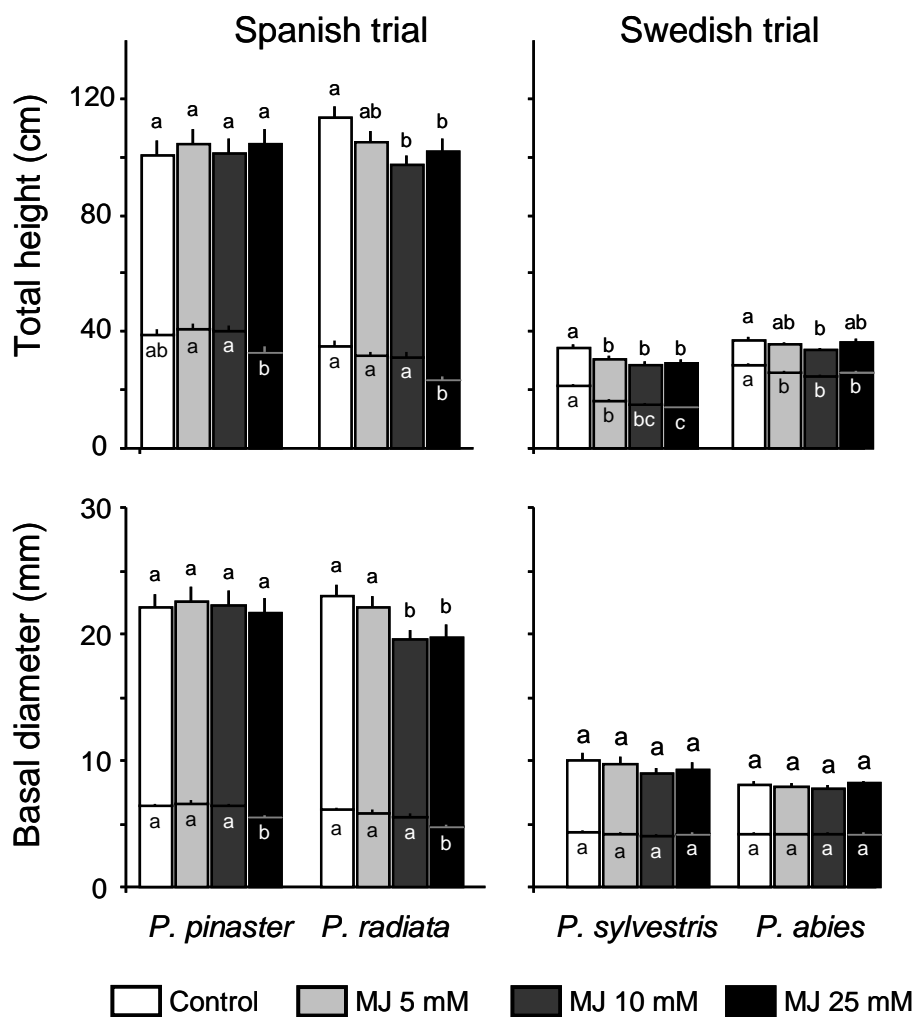 Spanish trial Swedish trial
Total height (cm)
120
80
40
0
a a a a a ab b b
ab a a b a a a b
a b b b a ab b ab
a b bc c a b b b
Basal diameter (mm)
30
20
10
0
a a a a a a b b
a a a b a a a b
a a a a a a a a
a a a a a a a a
P. pinaster P. radiata P. sylvestris P. abies
Control MJ 5 mM MJ 10 mM MJ 25 mM